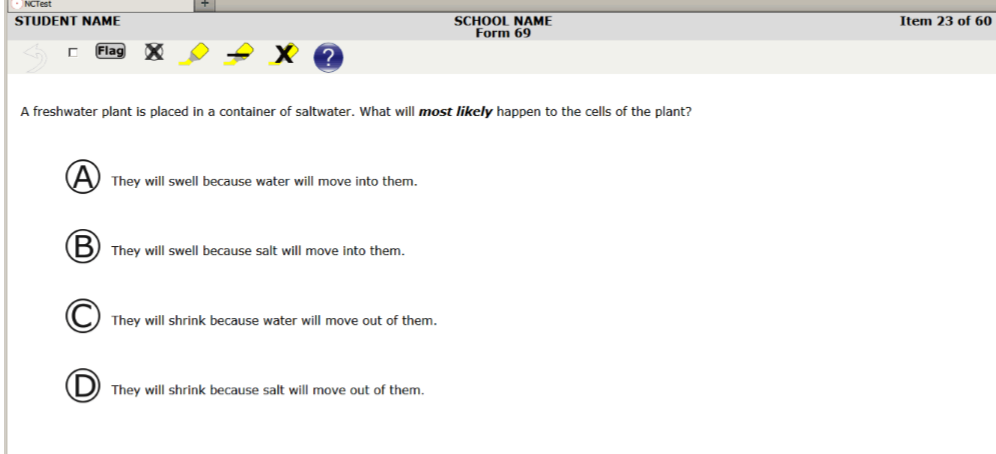 NCTest
STUDENT NAME
SCHOOL NAME
Form 69
Item 23 of 60
Flag
A freshwater plant is placed in a container of saltwater. What will most likely happen to the cells of the plant?
A They will swell because water will move into them.
B They will swell because salt will move into them.
C They will shrink because water will move out of them.
D They will shrink because salt will move out of them.